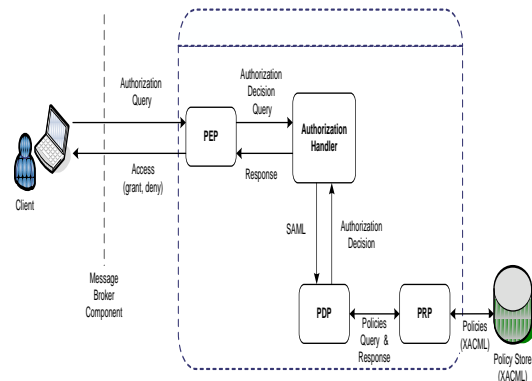 Authorization
Query
Authorization
Decision
Query
PEP
Authorization
Handler
Access
(grant, deny)
Response
Client
SAML
Authorization
Decision
Message
Broker
Component
PDP
Policies
Query &
Response
PRP
Policies
(XACML)
Policy Store
(XACML)